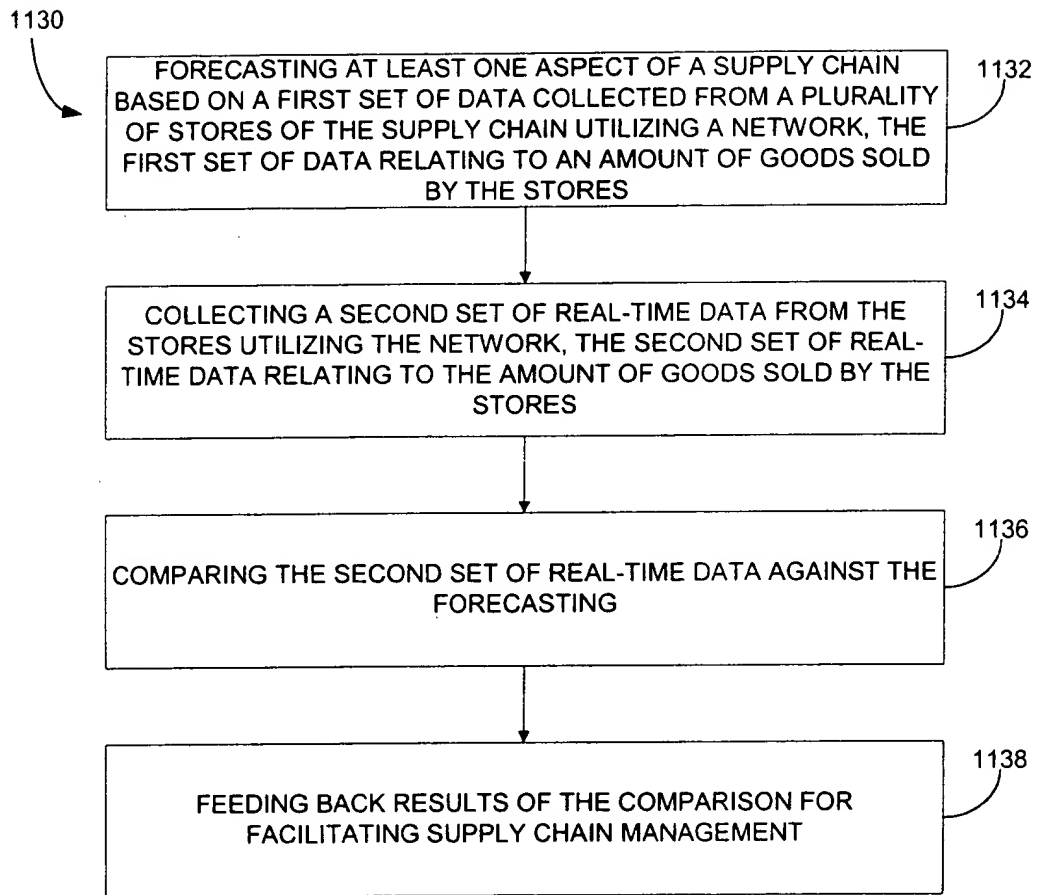 1130
FORECASTING AT LEAST ONE ASPECT OF A SUPPLY CHAIN
BASED ON A FIRST SET OF DATA COLLECTED FROM A PLURALITY
OF STORES OF THE SUPPLY CHAIN UTILIZING A NETWORK, THE
FIRST SET OF DATA RELATING TO AN AMOUNT OF GOODS SOLD
BY THE STORES
1132
COLLECTING A SECOND SET OF REAL-TIME DATA FROM THE
STORES UTILIZING THE NETWORK, THE SECOND SET OF REAL-
TIME DATA RELATING TO THE AMOUNT OF GOODS SOLD BY THE
STORES
1134
COMPARING THE SECOND SET OF REAL-TIME DATA AGAINST THE
FORECASTING
1136
FEEDING BACK RESULTS OF THE COMPARISON FOR
FACILITATING SUPPLY CHAIN MANAGEMENT
1138